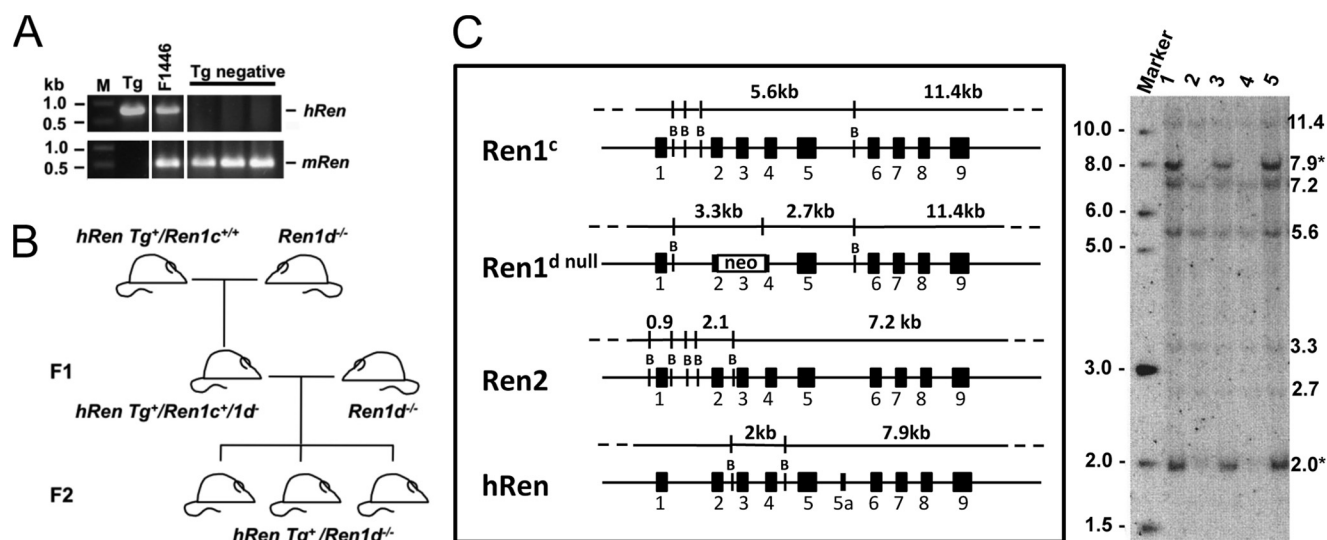 A
kb M Tg F1446 Tg negative
1.0
0.5
hRen
1.0
0.5
mRen
B
hRen Tg⁺/Ren1c⁺/⁺ Ren1d⁻/⁻
F1
hRen Tg⁺/Ren1c⁺/1d⁻ Ren1d⁻/⁻
F2
hRen Tg⁺/Ren1d⁻/⁻
C
5.6kb 11.4kb
B B B B
Ren1ᶜ
1 2 3 4 5 6 7 8 9
3.3kb 2.7kb 11.4kb
B B
Ren1ᵈ ⁿᵘˡˡ neo
1 2 3 4 5 6 7 8 9
0.9 2.1 7.2 kb
B B B B B
Ren2
1 2 3 4 5 6 7 8 9
2kb 7.9kb
B B
hRen
1 2 3 4 5 5a 6 7 8 9
Marker 1 2 3 4 5
10.0 - 11.4
8.0 - 7.9*
7.2
6.0 -
5.6
5.0 -
3.3
3.0 -
2.7
2.0 - 2.0*
1.5 -